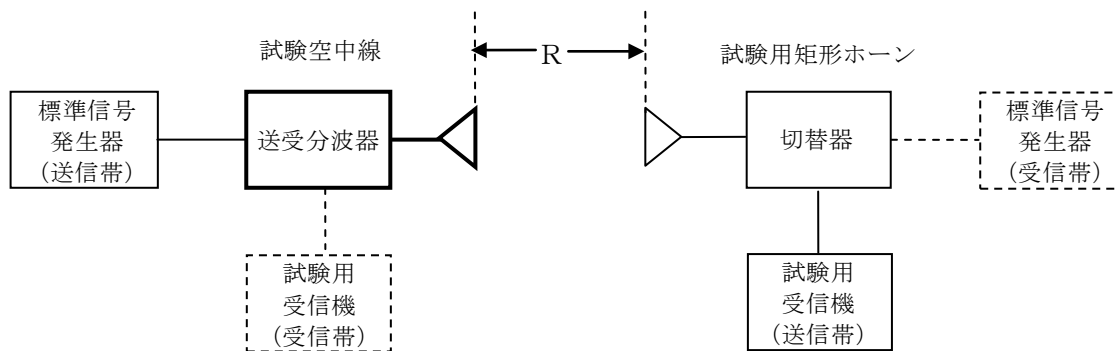 試験空中線
R
試験用矩形ホーン
標準信号
発生器
(送信帯)
送受分波器
切替器
標準信号
発生器
(受信帯)
試験用
受信機
(受信帯)
試験用
受信機
(送信帯)